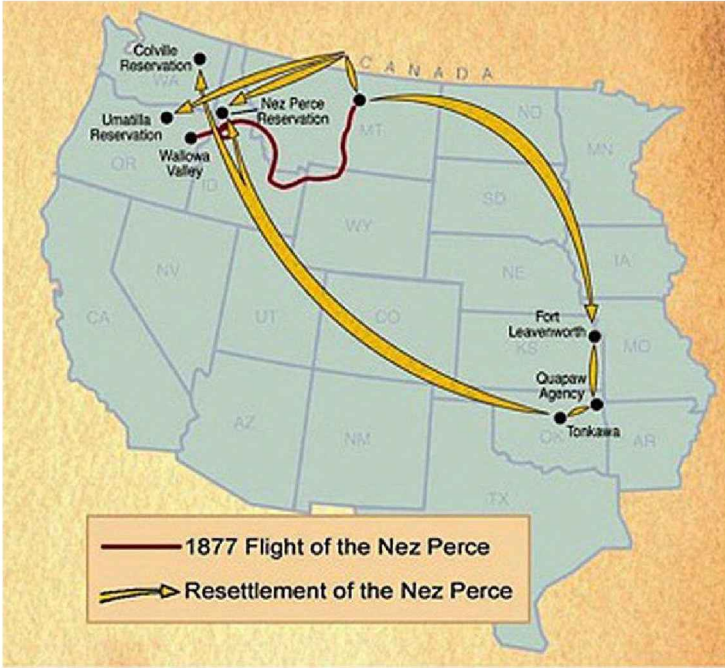 CANADA
Colville
Reservation
WA
Umatilla
Reservation
Nez Perce
Reservation
Wallowa
Valley
MT
ND
MN
OR
ID
SD
WY
IA
NE
NV
CA
UT
CO
Fort
Leavenworth
KS
MO
Quapaw
Agency
Tonkawa
OK
AR
AZ
NM
TX
1877 Flight of the Nez Perce
Resettlement of the Nez Perce